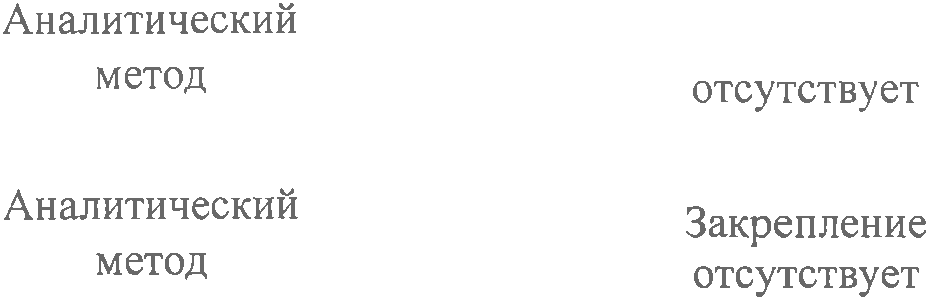 Аналитический
метод
отсутствует
Аналитический
метод
Закрепление
отсутствует